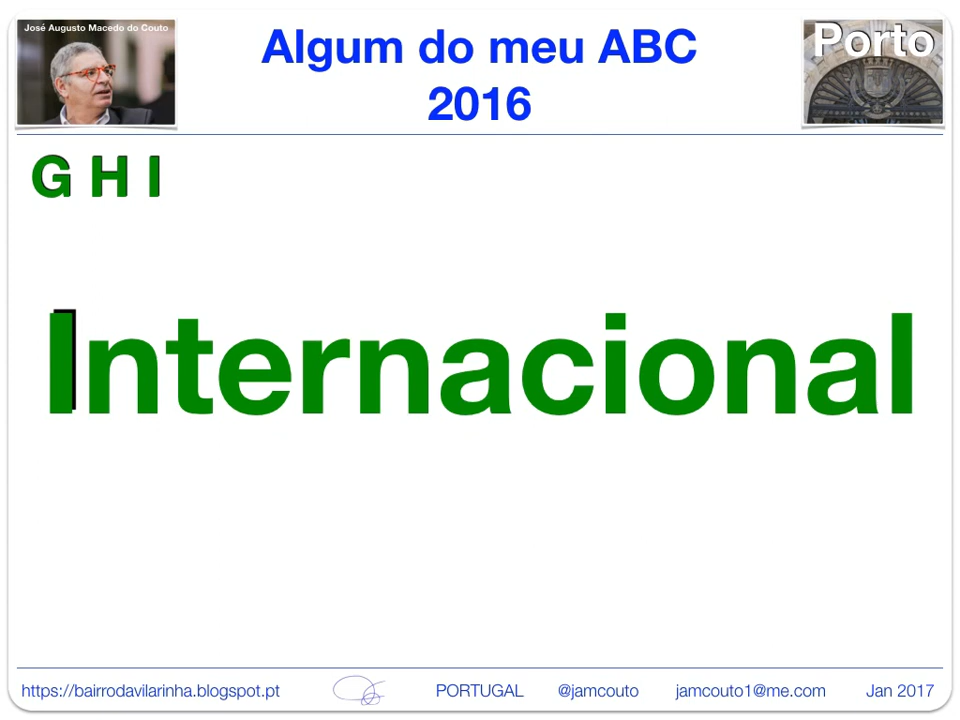 José Augusto Macedo do Couto
Algum do meu ABC
2016
Porto
G H I
Internacional
https://bairrodavilarinha.blogspot.pt PORTUGAL @jamcouto jamcouto1@me.com Jan 2017